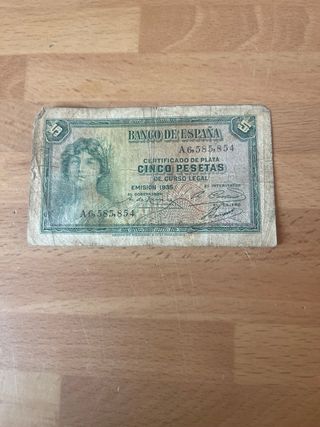 5 BANCO DE ESPAÑA 5
A6,585,854
CERTIFICADO DE PLATA
CINCO PESETAS
DE CURSO LEGAL
EMISION 1935
EL GOBERNADOR EL INTERVENTOR
A6,585,854